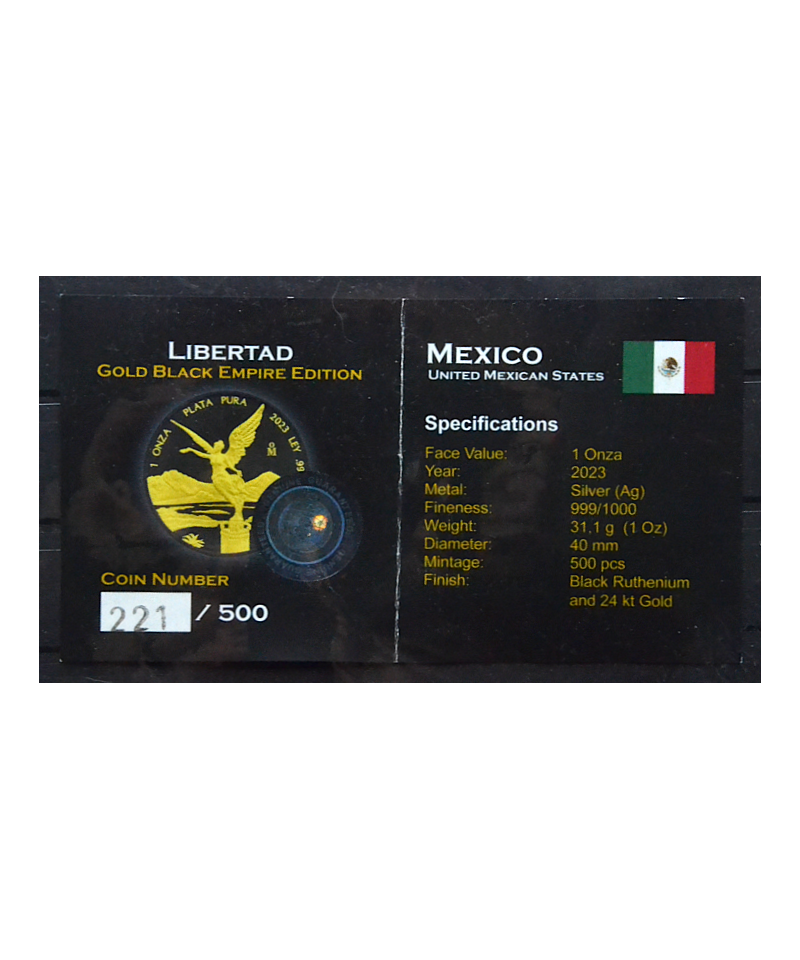 LIBERTAD
GOLD BLACK EMPIRE EDITION
1 ONZA PLATA PURA 2023 LEY .99
oM
COIN NUMBER
221 / 500
MEXICO
UNITED MEXICAN STATES
Specifications
Face Value: 1 Onza
Year: 2023
Metal: Silver (Ag)
Fineness: 999/1000
Weight: 31,1 g (1 Oz)
Diameter: 40 mm
Mintage: 500 pcs
Finish: Black Ruthenium
and 24 kt Gold